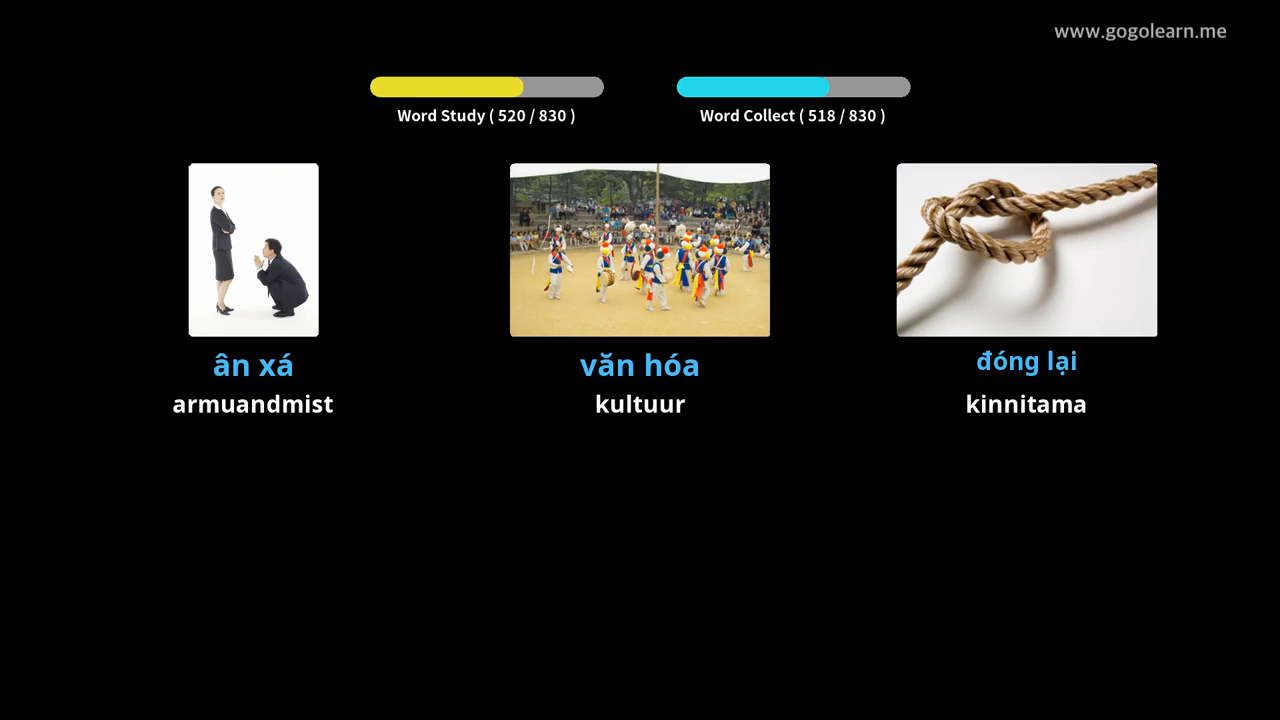 www.gogolearn.me
Word Study ( 520 / 830 )
Word Collect ( 518 / 830 )
ân xá
văn hóa
đóng lại
armuandmist
kultuur
kinnitama